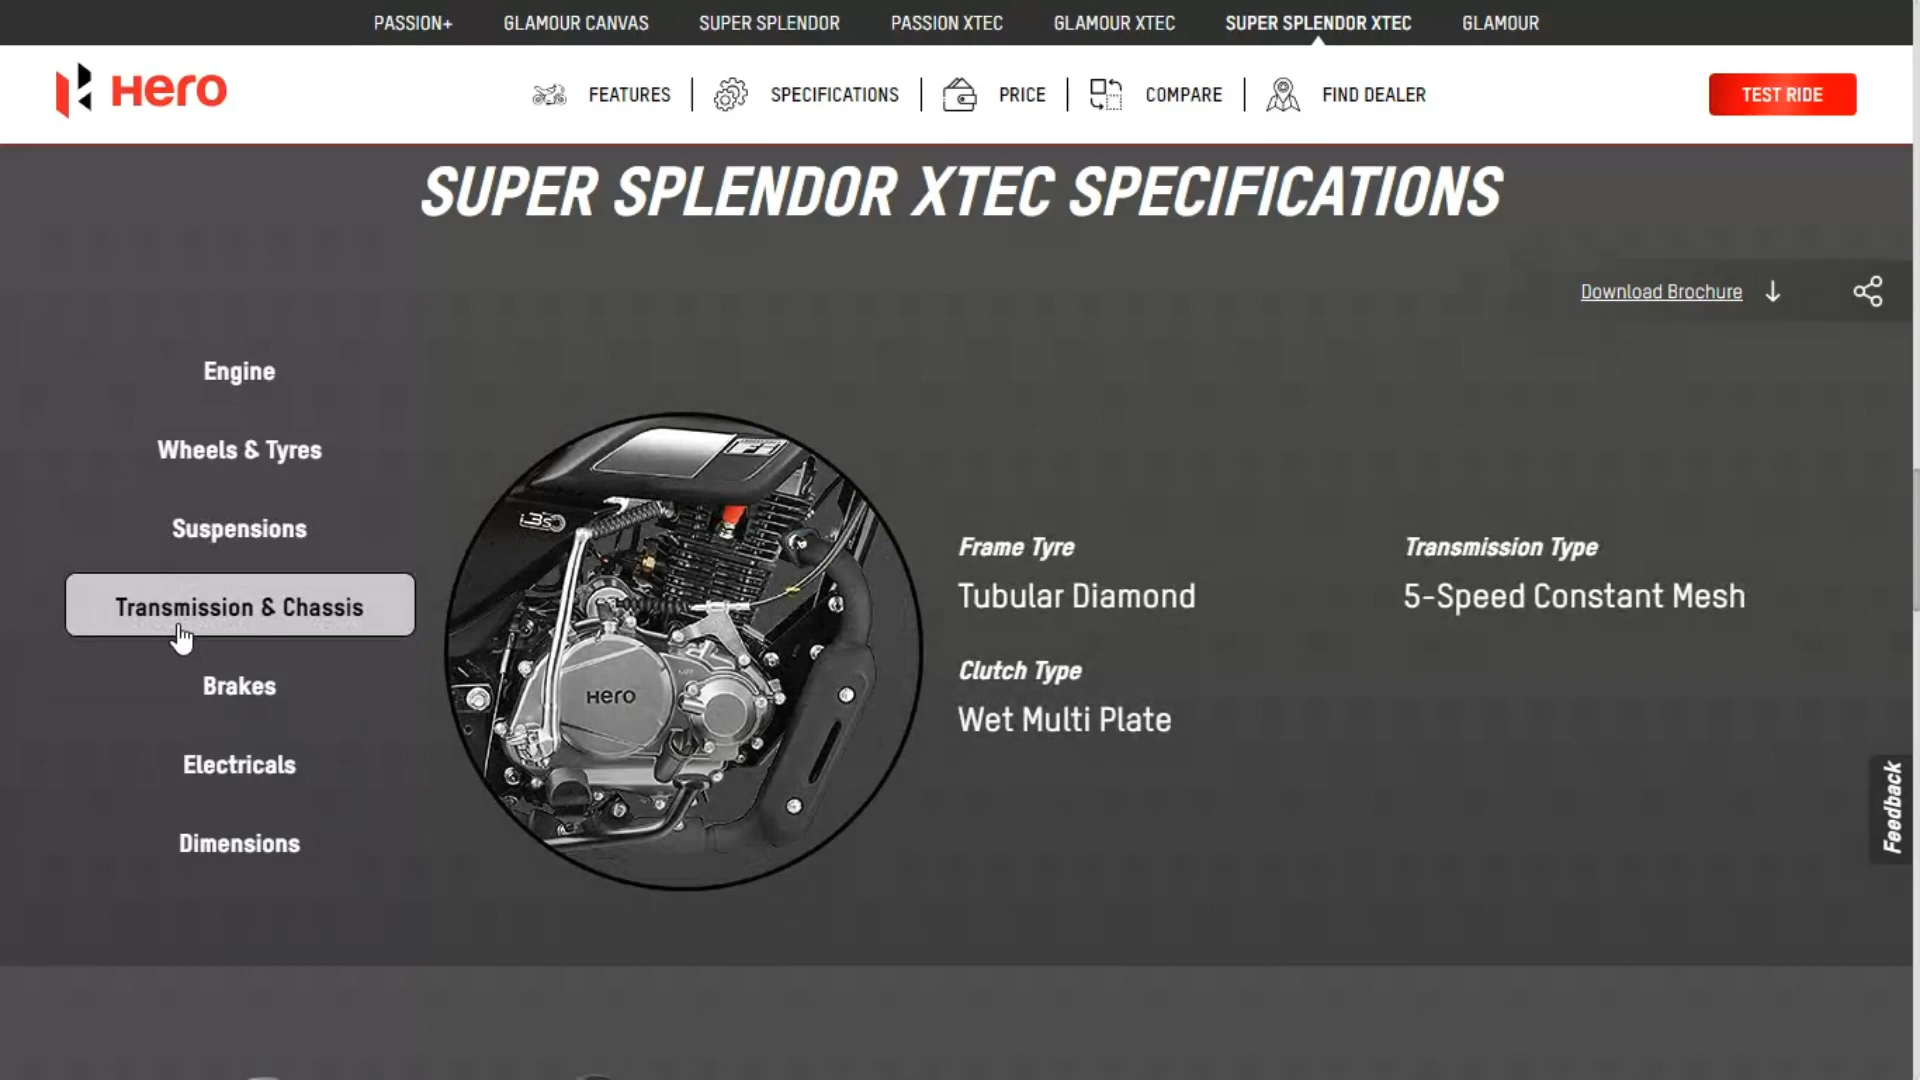 PASSION+ GLAMOUR CANVAS SUPER SPLENDOR PASSION XTEC GLAMOUR XTEC SUPER SPLENDOR XTEC GLAMOUR
Hero FEATURES SPECIFICATIONS PRICE COMPARE FIND DEALER TEST RIDE
SUPER SPLENDOR XTEC SPECIFICATIONS
Download Brochure
Engine
Wheels & Tyres
Suspensions
Transmission & Chassis
Brakes
Electricals
Dimensions
i3s
Hero
Frame Tyre
Tubular Diamond
Transmission Type
5-Speed Constant Mesh
Clutch Type
Wet Multi Plate
Feedback